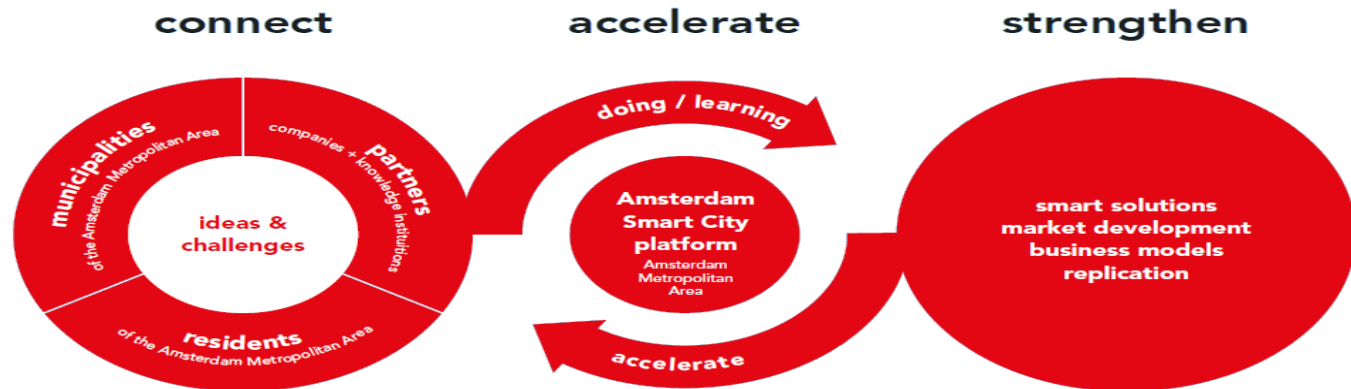 connect
accelerate
strengthen
municipalities
of the Amsterdam Metropolitan Area
partners
companies + knowledge institutions
ideas &
challenges
residents
of the Amsterdam Metropolitan Area
doing / learning
Amsterdam
Smart City
platform
Amsterdam
Metropolitan
Area
accelerate
smart solutions
market development
business models
replication